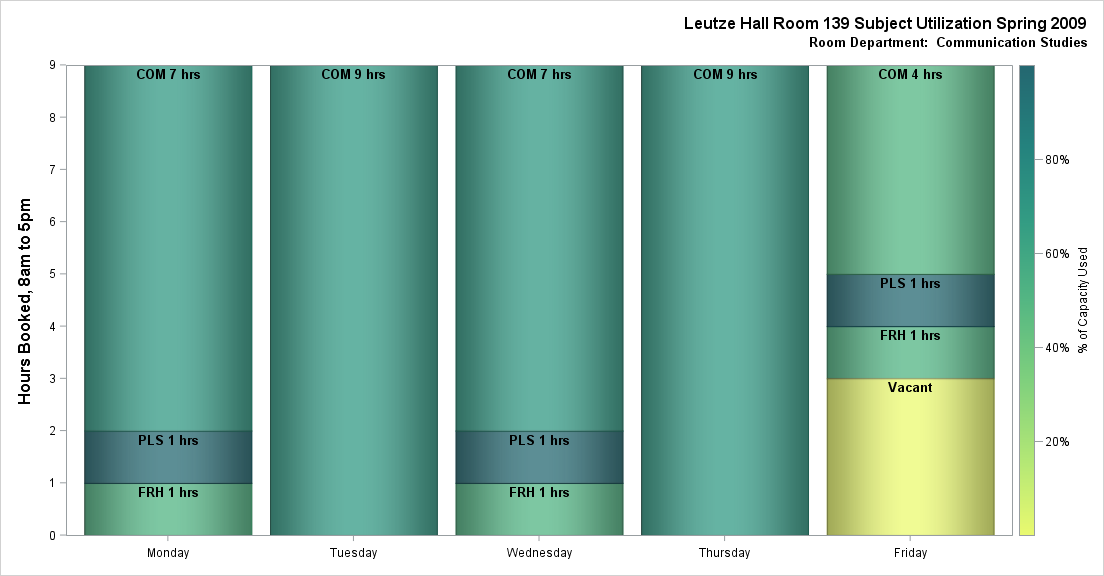 Leutze Hall Room 139 Subject Utilization Spring 2009
Room Department:  Communication Studies
Hours Booked, 8am to 5pm
9
8
7
6
5
4
3
2
1
0
COM 7 hrs
PLS 1 hrs
FRH 1 hrs
COM 9 hrs
COM 7 hrs
PLS 1 hrs
FRH 1 hrs
COM 9 hrs
COM 4 hrs
PLS 1 hrs
FRH 1 hrs
Vacant
Monday
Tuesday
Wednesday
Thursday
Friday
80%
60%
40%
20%
% of Capacity Used